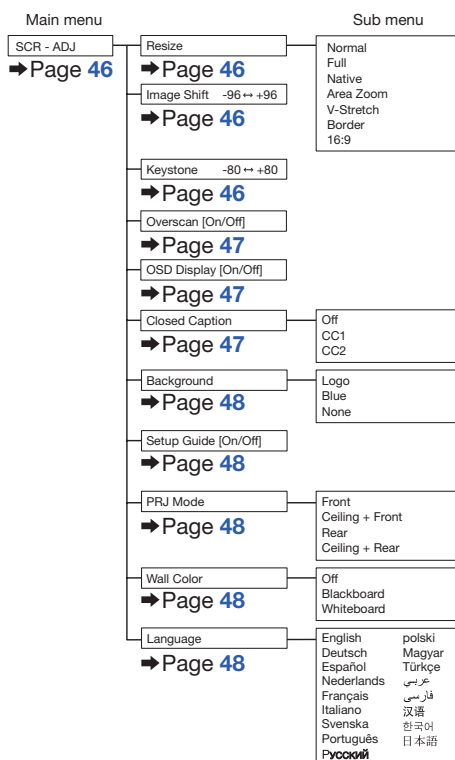 Main menu
Sub menu
SCR - ADJ
➡Page 46
Resize
➡Page 46
Normal
Full
Native
Area Zoom
V-Stretch
Border
16:9
Image Shift -96 ↔ +96
➡Page 46
Keystone -80 ↔ +80
➡Page 46
Overscan [On/Off]
➡Page 47
OSD Display [On/Off]
➡Page 47
Closed Caption
➡Page 47
Off
CC1
CC2
Background
➡Page 48
Logo
Blue
None
Setup Guide [On/Off]
➡Page 48
PRJ Mode
➡Page 48
Front
Ceiling + Front
Rear
Ceiling + Rear
Wall Color
➡Page 48
Off
Blackboard
Whiteboard
Language
➡Page 48
English
Deutsch
Español
Nederlands
Français
Italiano
Svenska
Português
Русский
polski
Magyar
Türkçe
عربي
فارسی
汉语
한국어
日本語